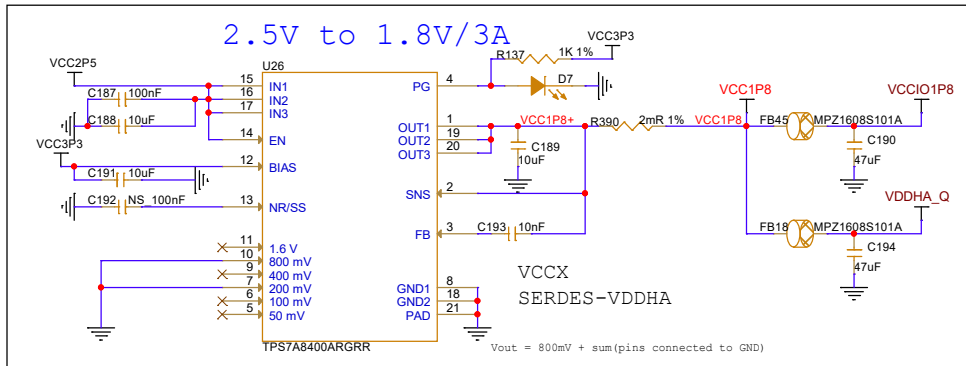 2.5V to 1.8V/3A
VCC3P3
R137 1K 1%
U26
VCC2P5
15 IN1
PG 4
D7
C187 100nF
16 IN2
17 IN3
VCC1P8
VCCIO1P8
C188 10uF
14 EN
OUT1 1
VCC1P8+
R390 2mR 1%
VCC1P8
FB45 MPZ1608S101A
OUT2 19
OUT3 20
C189
10uF
C190
47uF
VCC3P3
12 BIAS
C191 10uF
SNS 2
VDDHA_Q
C192 NS_100nF
13 NR/SS
FB 3
C193 10nF
FB18 MPZ1608S101A
11 1.6 V
10 800 mV
9 400 mV
7 200 mV
6 100 mV
5 50 mV
C194
47uF
VCCX
SERDES-VDDHA
GND1 8
GND2 18
PAD 21
TPS7A8400ARGRR
Vout = 800mV + sum(pins connected to GND)